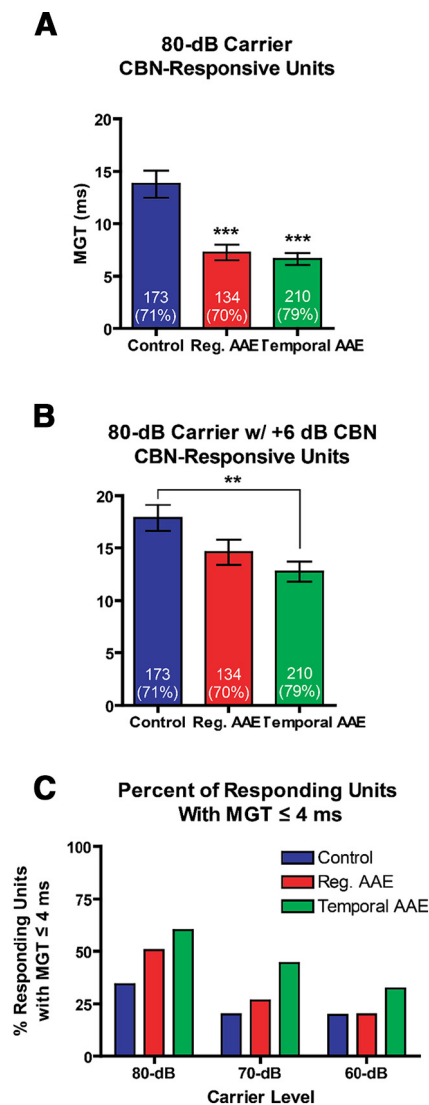 A
80-dB Carrier
CBN-Responsive Units
20
15
10
5
0
MGT (ms)
***
***
173
(71%)
134
(70%)
210
(79%)
Control
Reg. AAE
Temporal AAE
B
80-dB Carrier w/ +6 dB CBN
CBN-Responsive Units
**
20
15
10
5
0
173
(71%)
134
(70%)
210
(79%)
Control
Reg. AAE
Temporal AAE
C
Percent of Responding Units
With MGT ≤ 4 ms
100
75
50
25
0
% Responding Units
with MGT ≤ 4 ms
Control
Reg. AAE
Temporal AAE
80-dB
70-dB
60-dB
Carrier Level